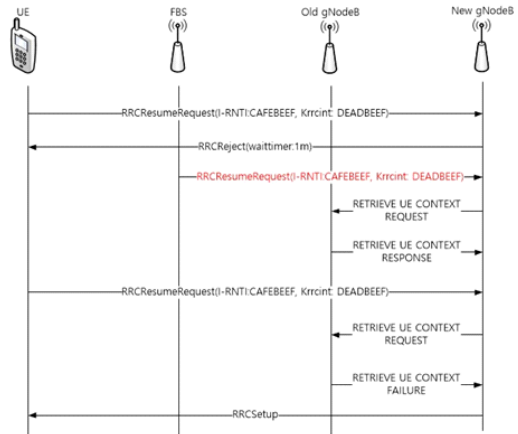 UE
FBS
Old gNodeB
New gNodeB
RRCResumeRequest(I-RNTI:CAFEBEEF, Krrcint: DEADBEEF)
RRCReject(waittimer:1m)
RRCResumeRequest(I-RNTI:CAFEBEEF, Krrcint: DEADBEEF)
RETRIEVE UE CONTEXT
REQUEST
RETRIEVE UE CONTEXT
RESPONSE
RRCResumeRequest(I-RNTI:CAFEBEEF, Krrcint: DEADBEEF)
RETRIEVE UE CONTEXT
REQUEST
RETRIEVE UE CONTEXT
FAILURE
RRCSetup